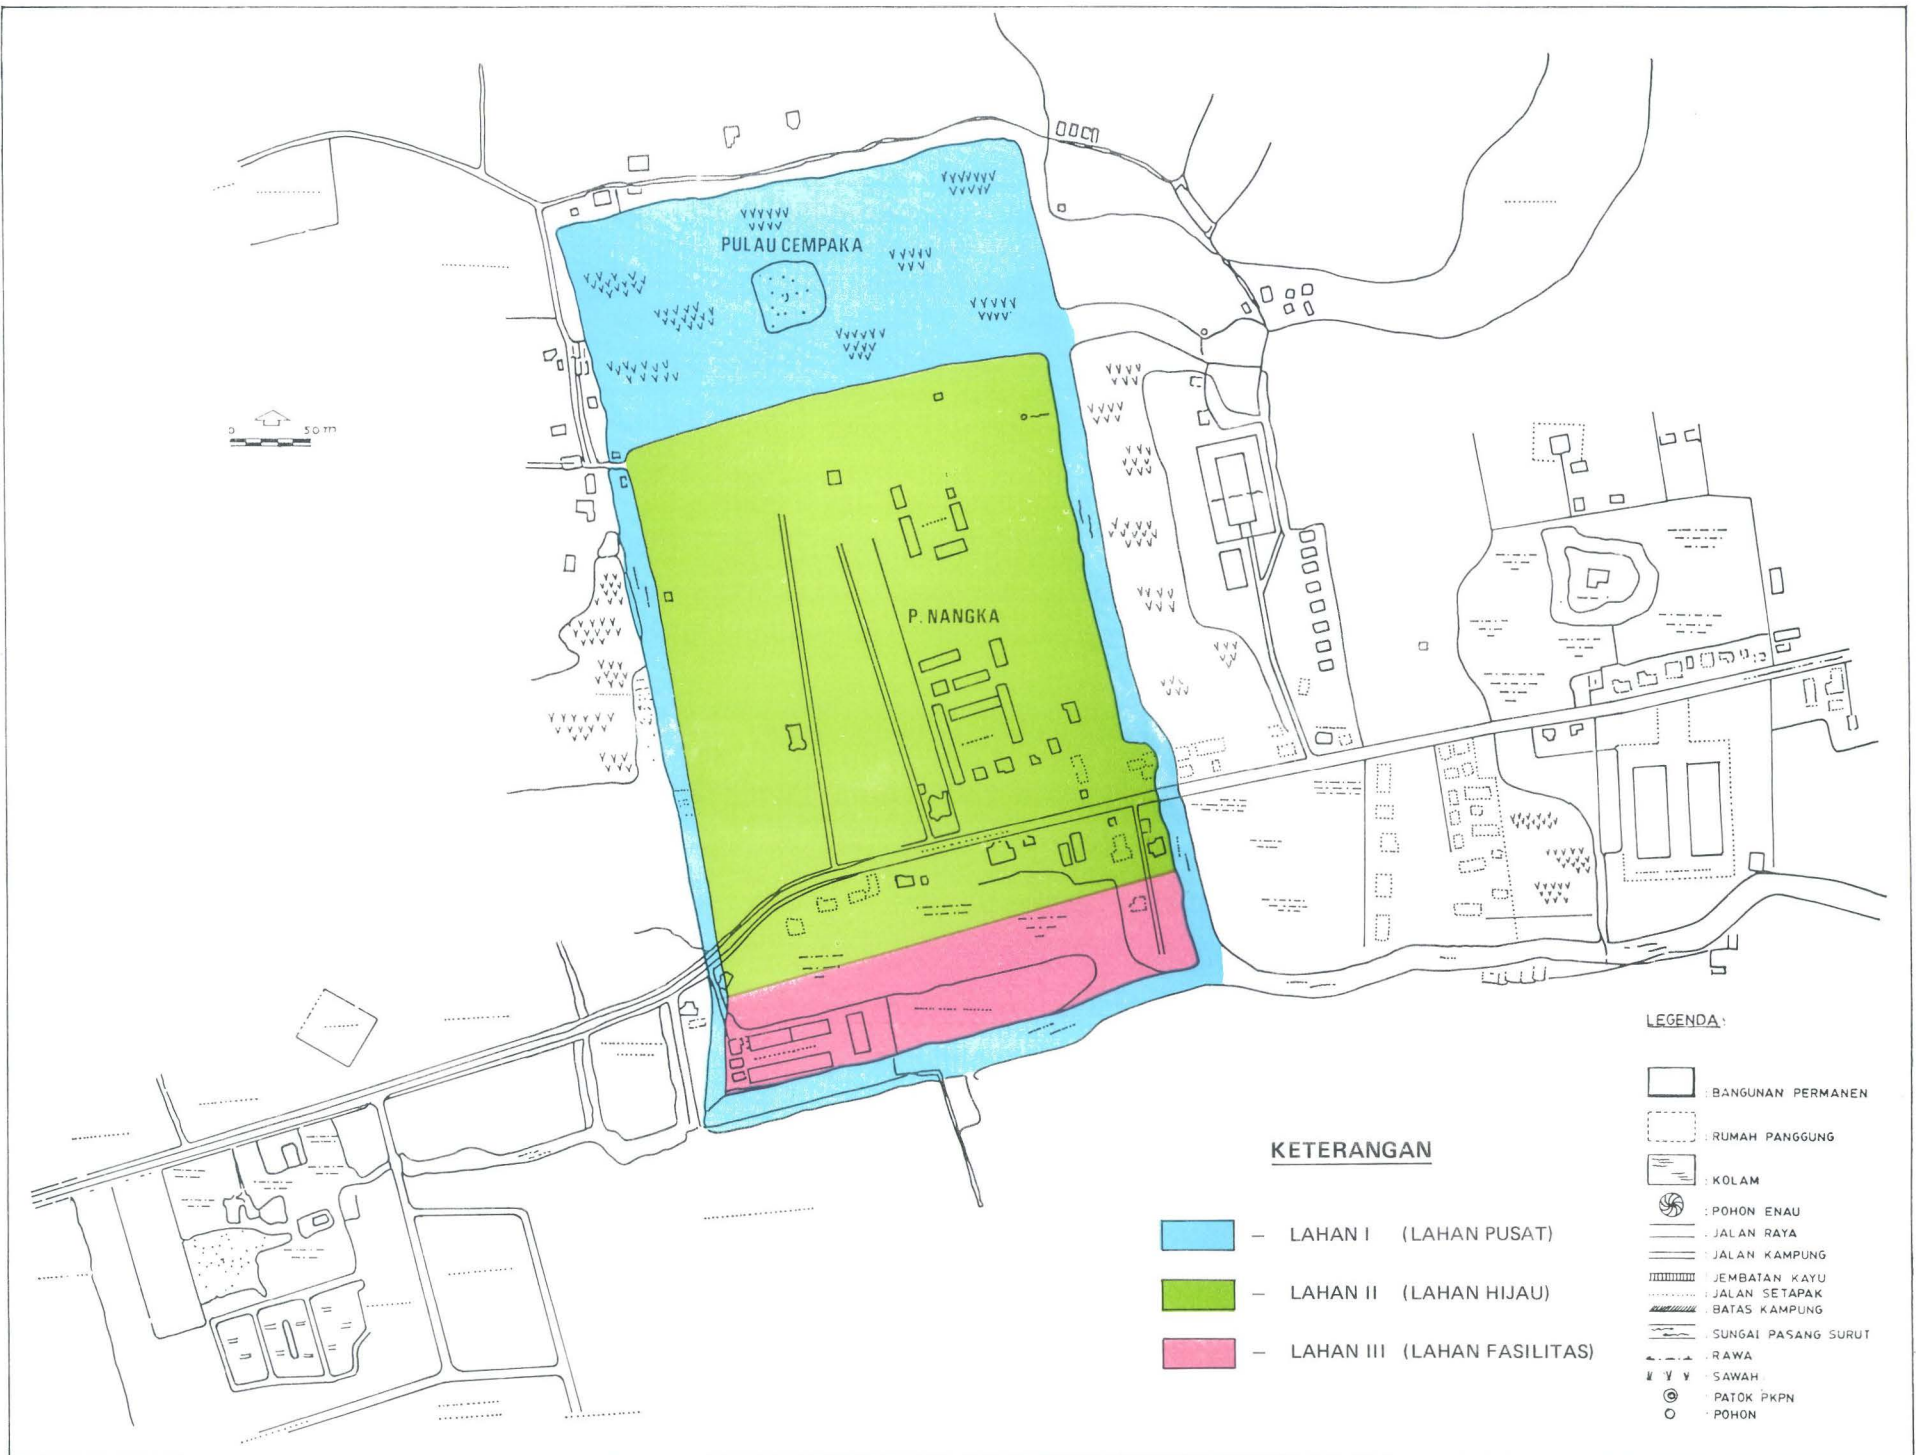 PULAU CEMPAKA
0 50 m
P. NANGKA
KETERANGAN
– LAHAN I (LAHAN PUSAT)
– LAHAN II (LAHAN HIJAU)
– LAHAN III (LAHAN FASILITAS)
LEGENDA:
: BANGUNAN PERMANEN
: RUMAH PANGGUNG
: KOLAM
: POHON ENAU
: JALAN RAYA
: JALAN KAMPUNG
: JEMBATAN KAYU
: JALAN SETAPAK
: BATAS KAMPUNG
: SUNGAI PASANG SURUT
: RAWA
: SAWAH
: PATOK PKPN
: POHON